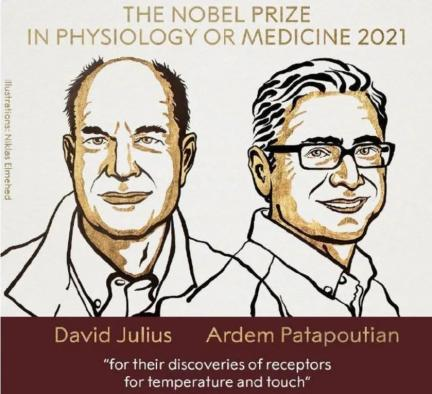 THE NOBEL PRIZE
IN PHYSIOLOGY OR MEDICINE 2021
Illustrations: Niklas Elmehed
David Julius
Ardem Patapoutian
“for their discoveries of receptors
for temperature and touch”